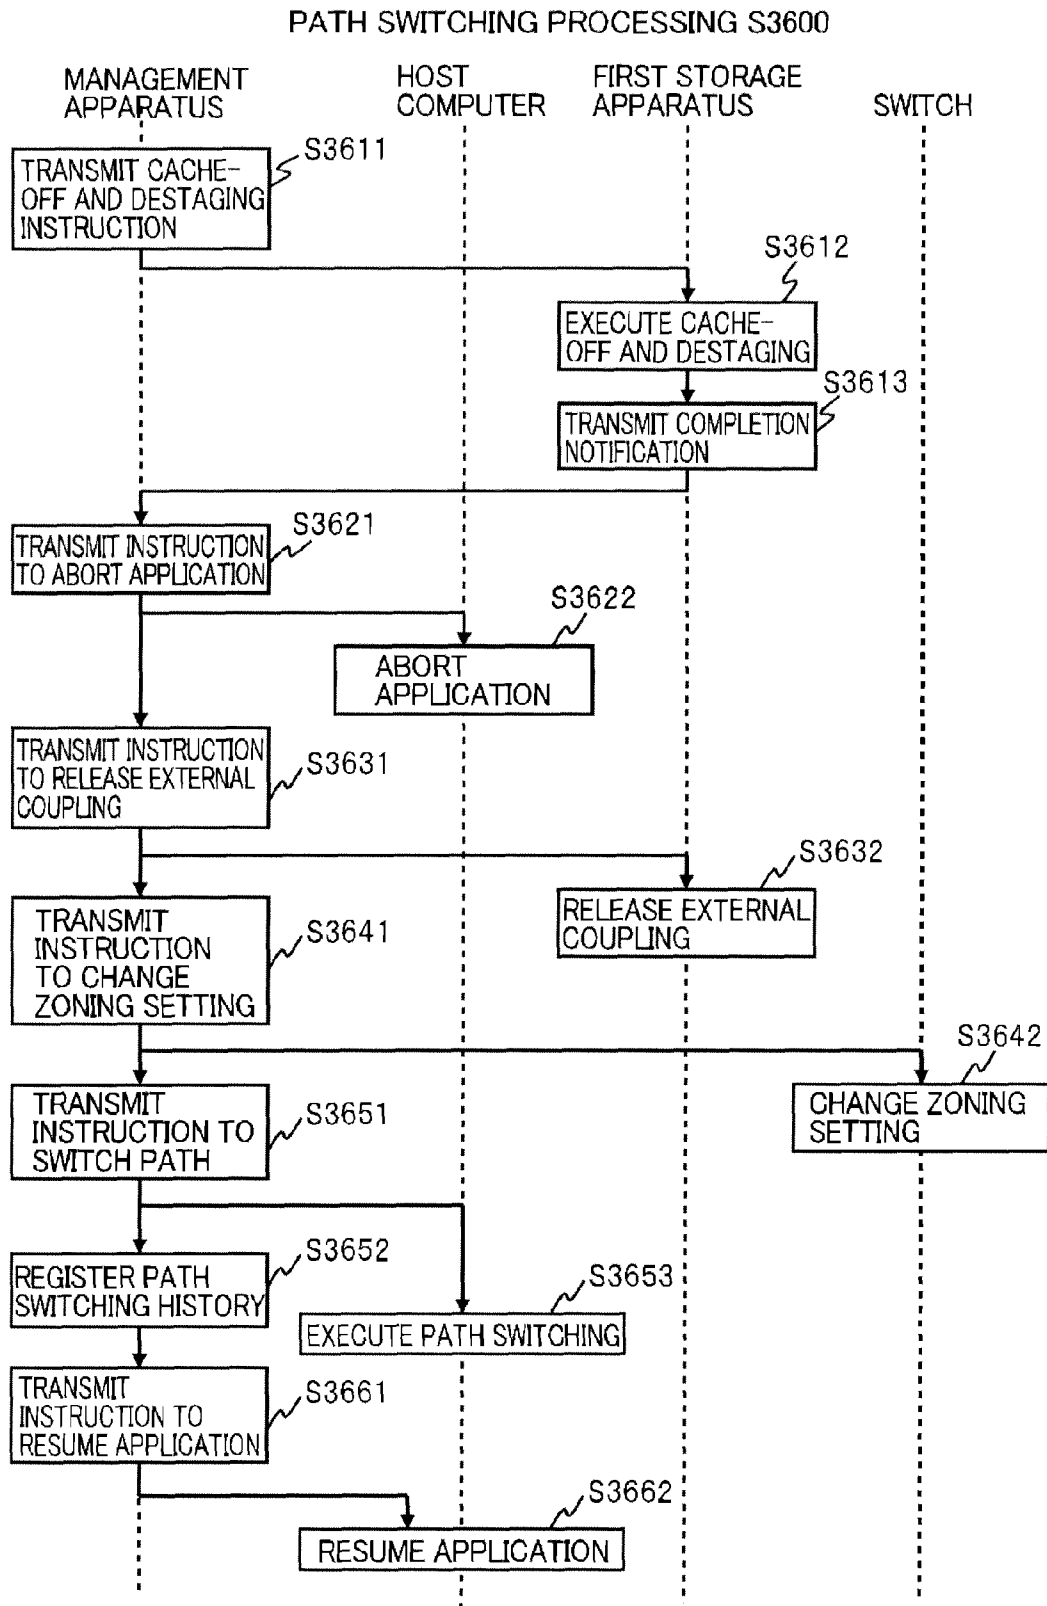 PATH SWITCHING PROCESSING S3600
MANAGEMENT
APPARATUS
HOST
COMPUTER
FIRST STORAGE
APPARATUS
SWITCH
S3611
TRANSMIT CACHE-
OFF AND DESTAGING
INSTRUCTION
S3612
EXECUTE CACHE-
OFF AND DESTAGING
S3613
TRANSMIT COMPLETION
NOTIFICATION
S3621
TRANSMIT INSTRUCTION
TO ABORT APPLICATION
S3622
ABORT
APPLICATION
TRANSMIT INSTRUCTION
TO RELEASE EXTERNAL
COUPLING
S3631
S3632
RELEASE EXTERNAL
COUPLING
TRANSMIT
INSTRUCTION
TO CHANGE
ZONING SETTING
S3641
S3642
CHANGE ZONING
SETTING
TRANSMIT
INSTRUCTION TO
SWITCH PATH
S3651
S3652
REGISTER PATH
SWITCHING HISTORY
S3653
EXECUTE PATH SWITCHING
TRANSMIT
INSTRUCTION TO
RESUME APPLICATION
S3661
S3662
RESUME APPLICATION